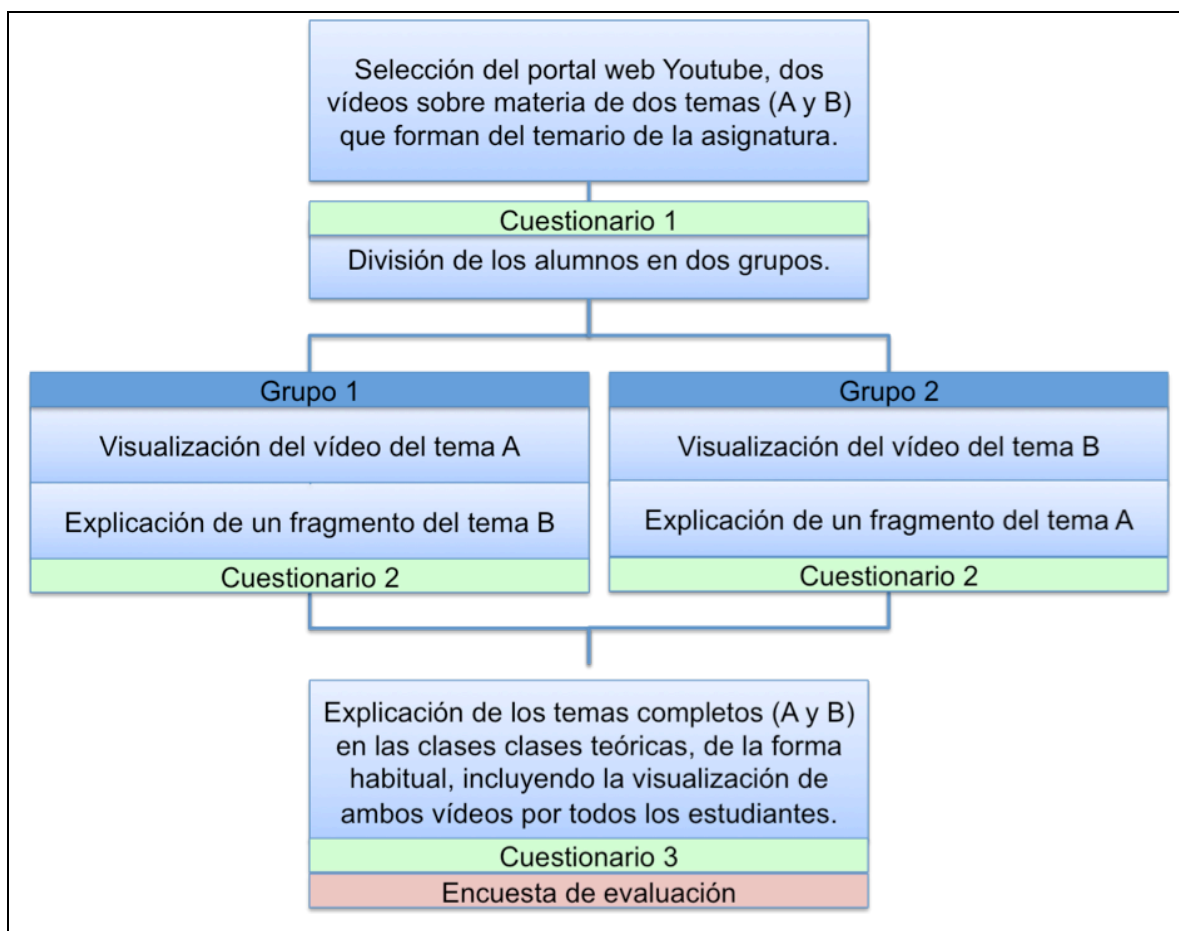 Selección del portal web Youtube, dos
vídeos sobre materia de dos temas (A y B)
que forman del temario de la asignatura.
Cuestionario 1
División de los alumnos en dos grupos.
Grupo 1
Visualización del vídeo del tema A
Explicación de un fragmento del tema B
Cuestionario 2
Grupo 2
Visualización del vídeo del tema B
Explicación de un fragmento del tema A
Cuestionario 2
Explicación de los temas completos (A y B)
en las clases clases teóricas, de la forma
habitual, incluyendo la visualización de
ambos vídeos por todos los estudiantes.
Cuestionario 3
Encuesta de evaluación